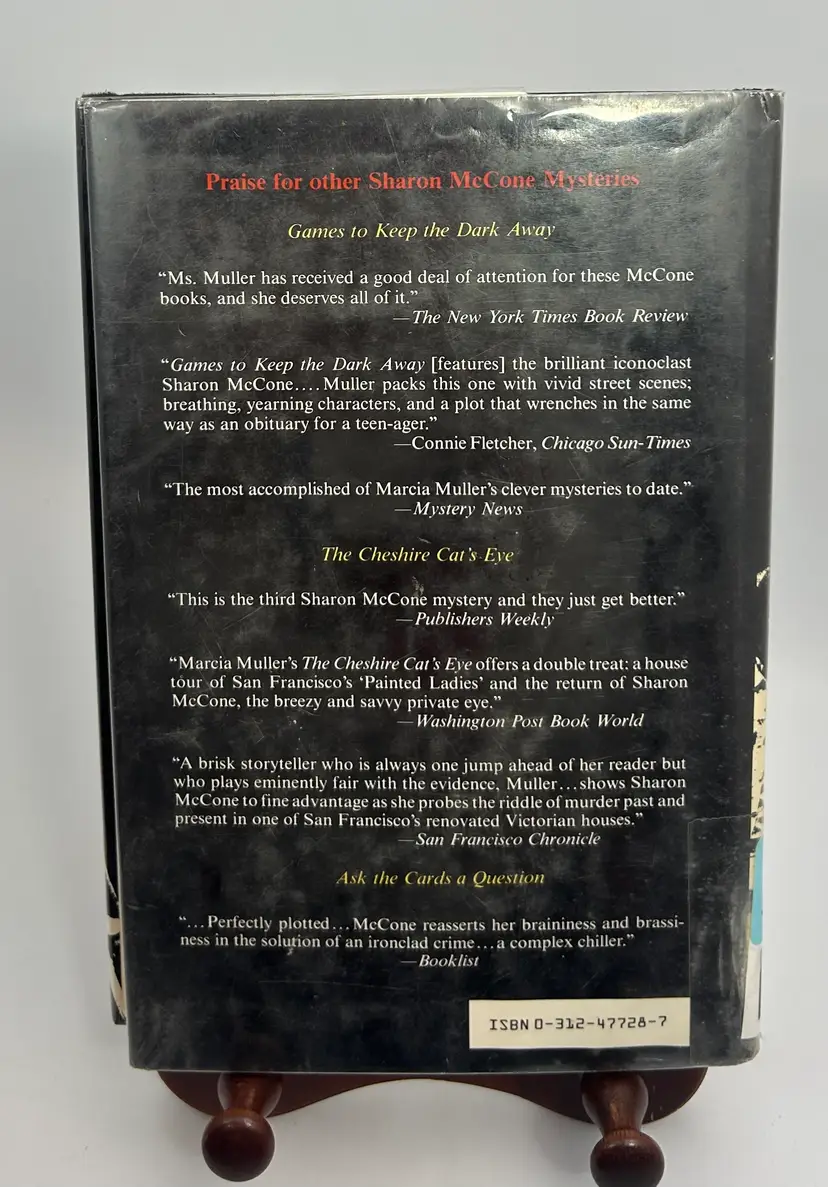 Praise for other Sharon McCone Mysteries
Games to Keep the Dark Away
“Ms. Muller has received a good deal of attention for these McCone
books, and she deserves all of it.”
—The New York Times Book Review
“Games to Keep the Dark Away [features] the brilliant iconoclast
Sharon McCone....Muller packs this one with vivid street scenes;
breathing, yearning characters, and a plot that wrenches in the same
way as an obituary for a teen-ager.”
—Connie Fletcher, Chicago Sun-Times
“The most accomplished of Marcia Muller’s clever mysteries to date.”
—Mystery News
The Cheshire Cat’s Eye
“This is the third Sharon McCone mystery and they just get better.”
—Publishers Weekly
“Marcia Muller’s The Cheshire Cat’s Eye offers a double treat: a house
tour of San Francisco’s ‘Painted Ladies’ and the return of Sharon
McCone, the breezy and savvy private eye.”
—Washington Post Book World
“A brisk storyteller who is always one jump ahead of her reader but
who plays eminently fair with the evidence, Muller...shows Sharon
McCone to fine advantage as she probes the riddle of murder past and
present in one of San Francisco’s renovated Victorian houses.”
—San Francisco Chronicle
Ask the Cards a Question
“...Perfectly plotted...McCone reasserts her braininess and brassi-
ness in the solution of an ironclad crime...a complex chiller.”
—Booklist
ISBN 0-312-47728-7